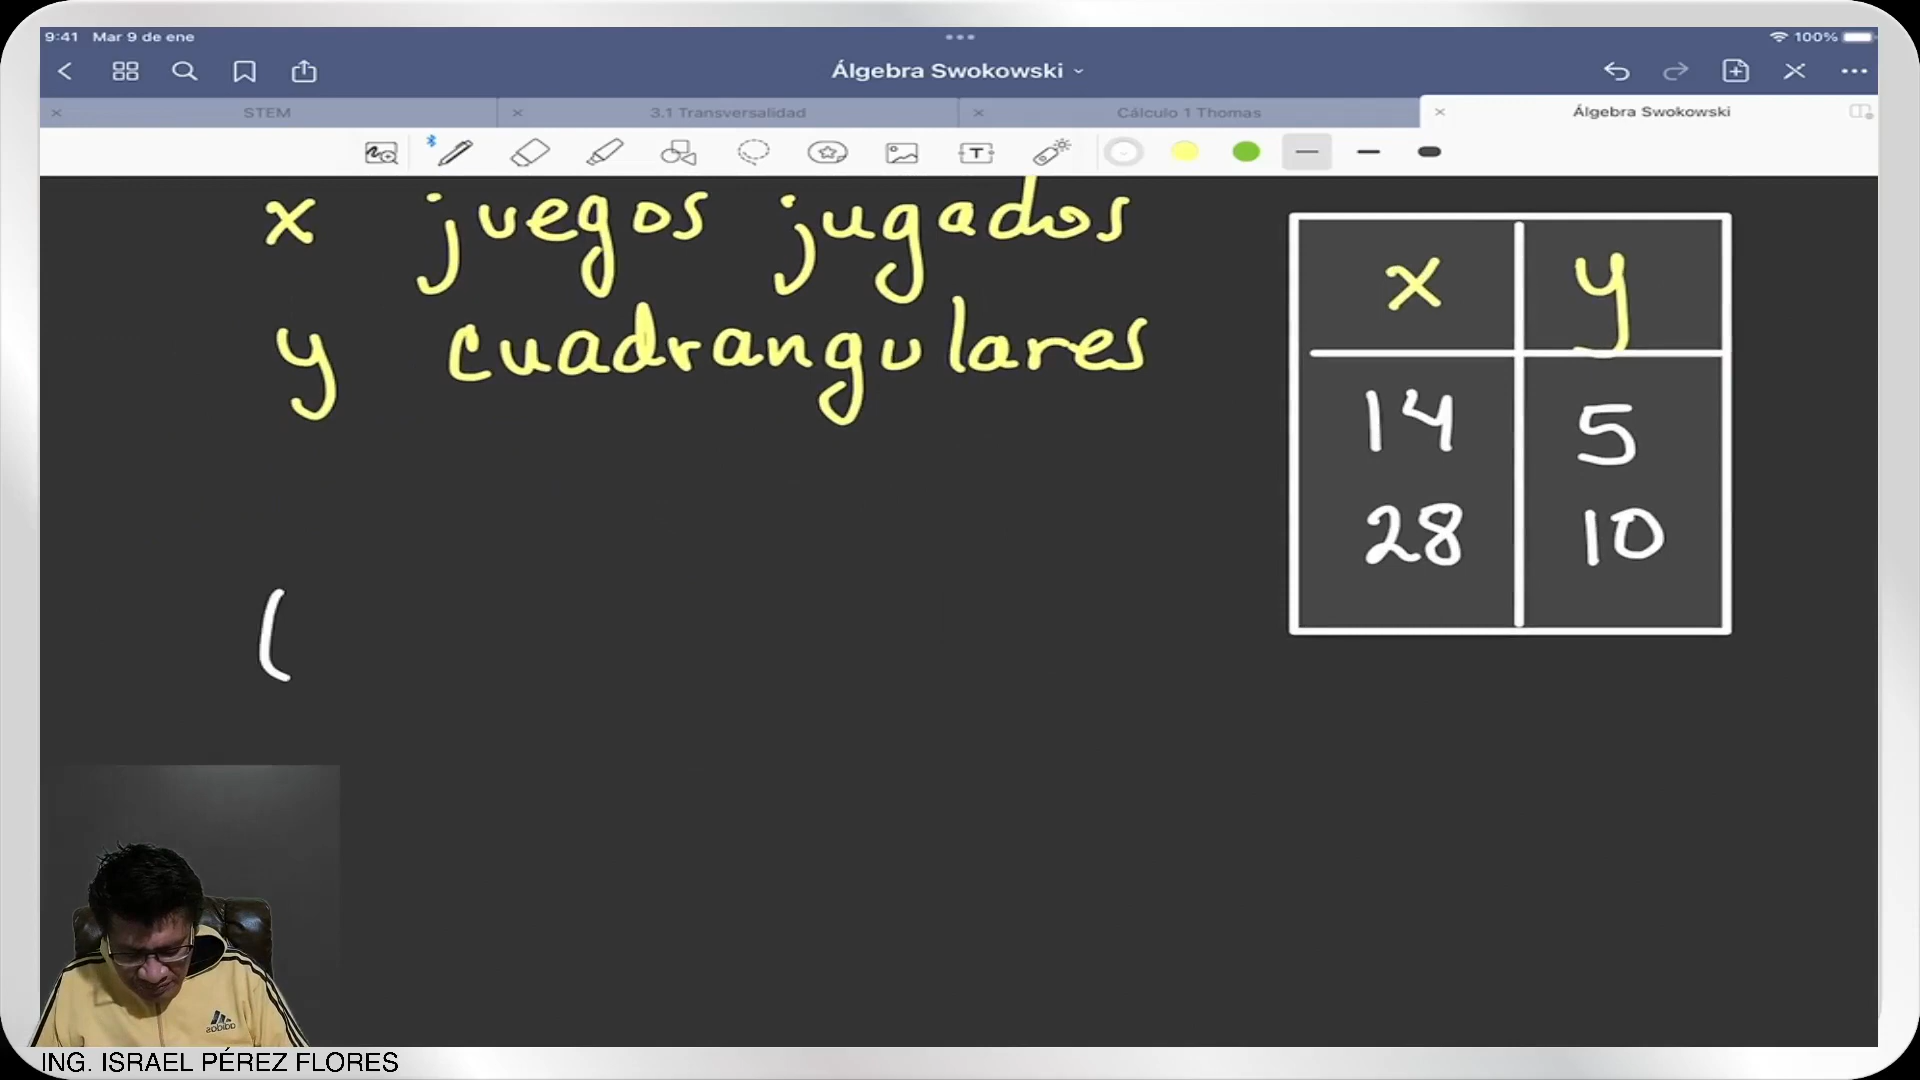 9:41 Mar 9 de ene
100%
Álgebra Swokowski
STEM
3.1 Transversalidad
Cálculo 1 Thomas
Álgebra Swokowski
x juegos jugados
y cuadrangulares
x y
14 5
28 10
(
adidas
ING. ISRAEL PÉREZ FLORES